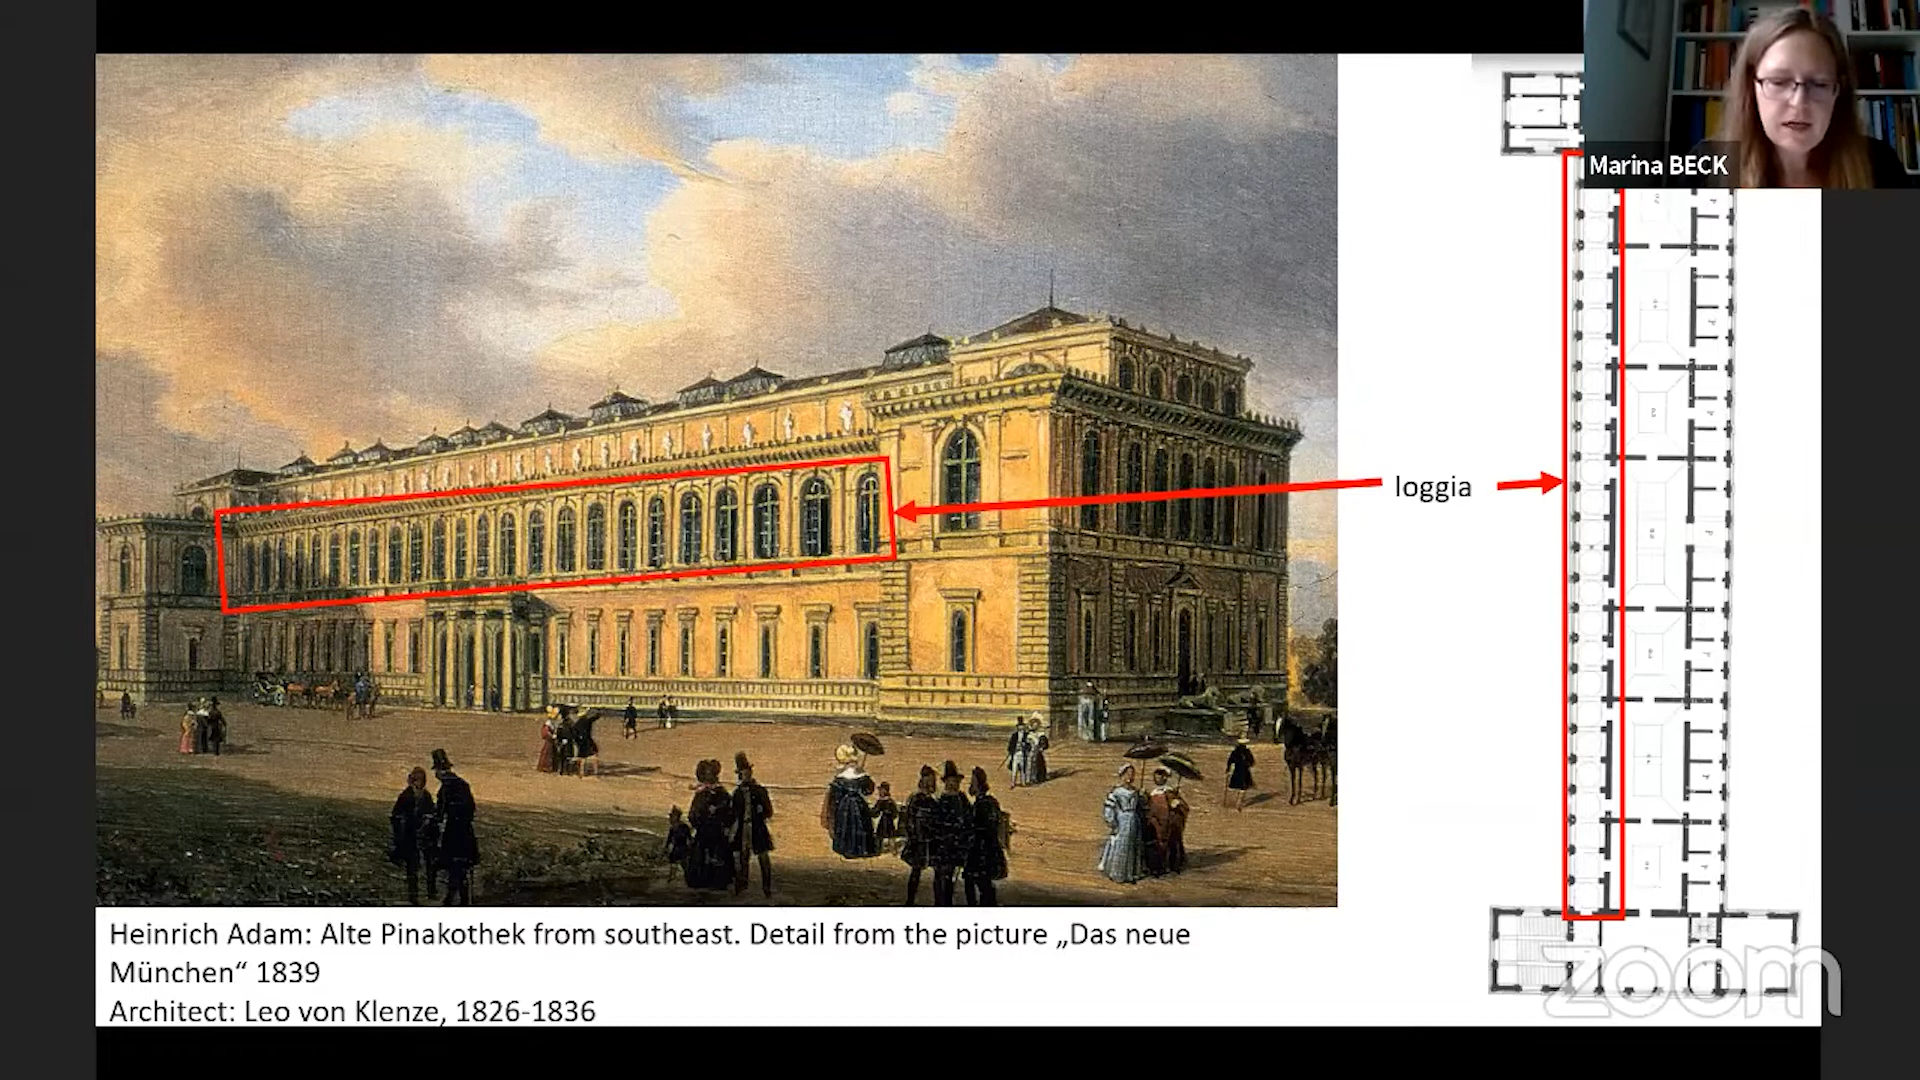 Marina BECK
loggia
Heinrich Adam: Alte Pinakothek from southeast. Detail from the picture „Das neue
München“ 1839
Architect: Leo von Klenze, 1826-1836
zoom